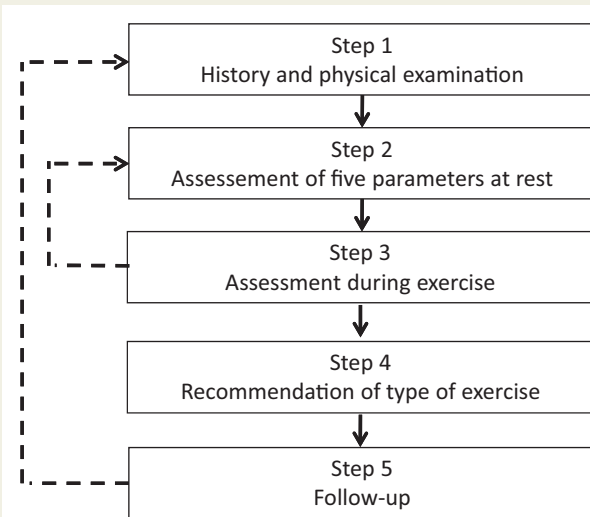 Step 1
History and physical examination
Step 2
Assessement of five parameters at rest
Step 3
Assessment during exercise
Step 4
Recommendation of type of exercise
Step 5
Follow-up